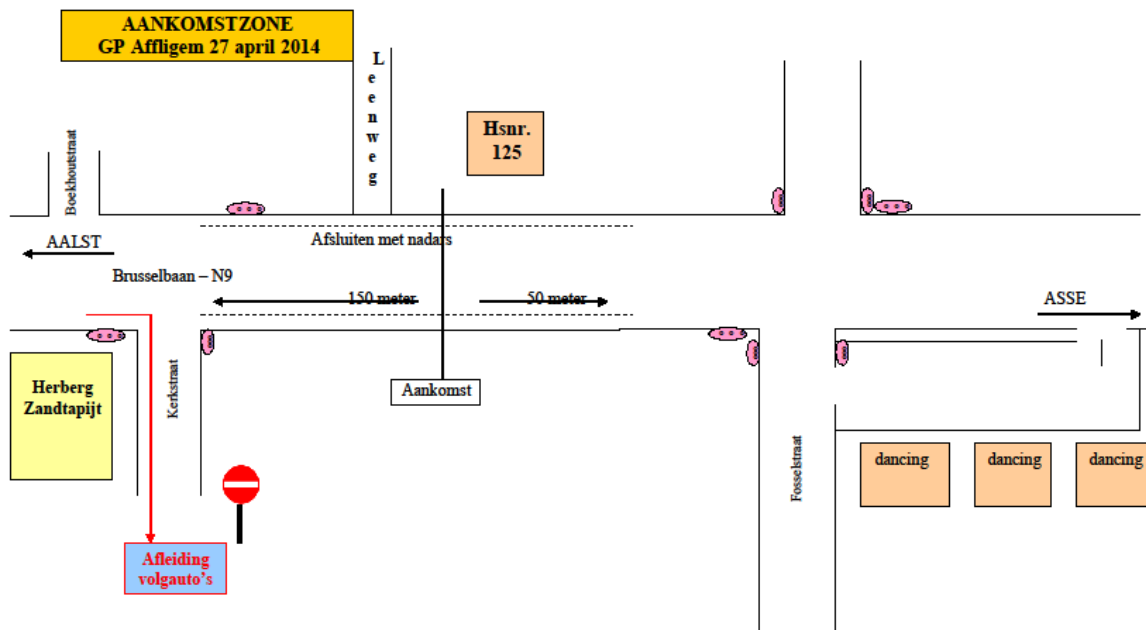 AANKOMSTZONE
GP Affligem 27 april 2014
Leenweg
Hsnr.
125
Boekhoutstraat
Afsluiten met nadars
AALST
Brusselbaan – N9
150 meter
50 meter
ASSE
Herberg
Zandtapijt
Kerkstraat
Aankomst
Fosselstraat
dancing
dancing
dancing
Afleiding
volgauto’s